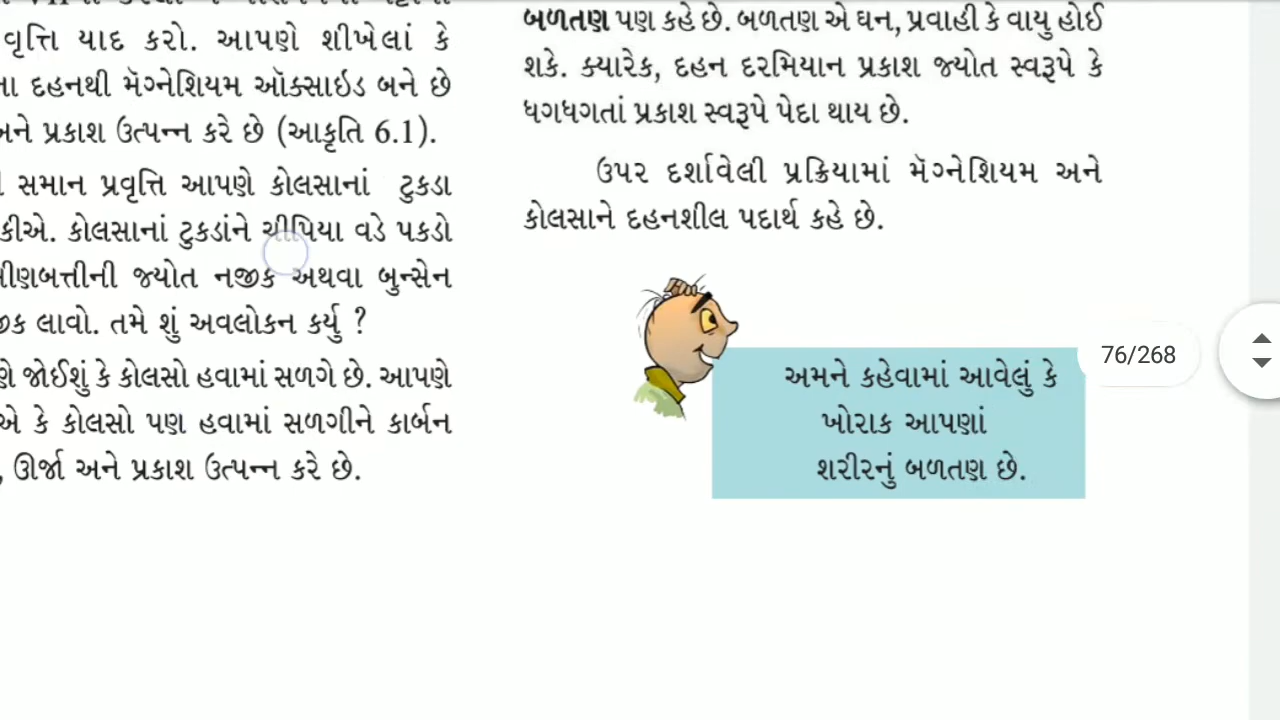 વૃત્તિ યાદ કરો. આપણે શીખેલાં કે
દહનથી મૅગ્નેશિયમ ઑક્સાઇડ બને છે
પ્રકાશ ઉત્પન્ન કરે છે (આકૃતિ 6.1).
સમાન પ્રવૃત્તિ આપણે કોલસાનાં ટુકડા
કોલસાનાં ટુકડાંને ચીપિયા વડે પકડો
જ્યોત નજીક અથવા બુન્સેન
લાવો. તમે શું અવલોકન કર્યુ ?
જોઈશું કે કોલસો હવામાં સળગે છે. આપણે
કે કોલસો પણ હવામાં સળગીને કાર્બન
, ઊર્જા અને પ્રકાશ ઉત્પન્ન કરે છે.
બળતણ પણ કહે છે. બળતણ એ ઘન, પ્રવાહી કે વાયુ હોઈ
શકે. ક્યારેક, દહન દરમિયાન પ્રકાશ જ્યોત સ્વરૂપે કે
ધગધગતાં પ્રકાશ સ્વરૂપે પેદા થાય છે.
ઉપર દર્શાવેલી પ્રક્રિયામાં મૅગ્નેશિયમ અને
કોલસાને દહનશીલ પદાર્થ કહે છે.
અમને કહેવામાં આવેલું કે
ખોરાક આપણાં
શરીરનું બળતણ છે.
76/268